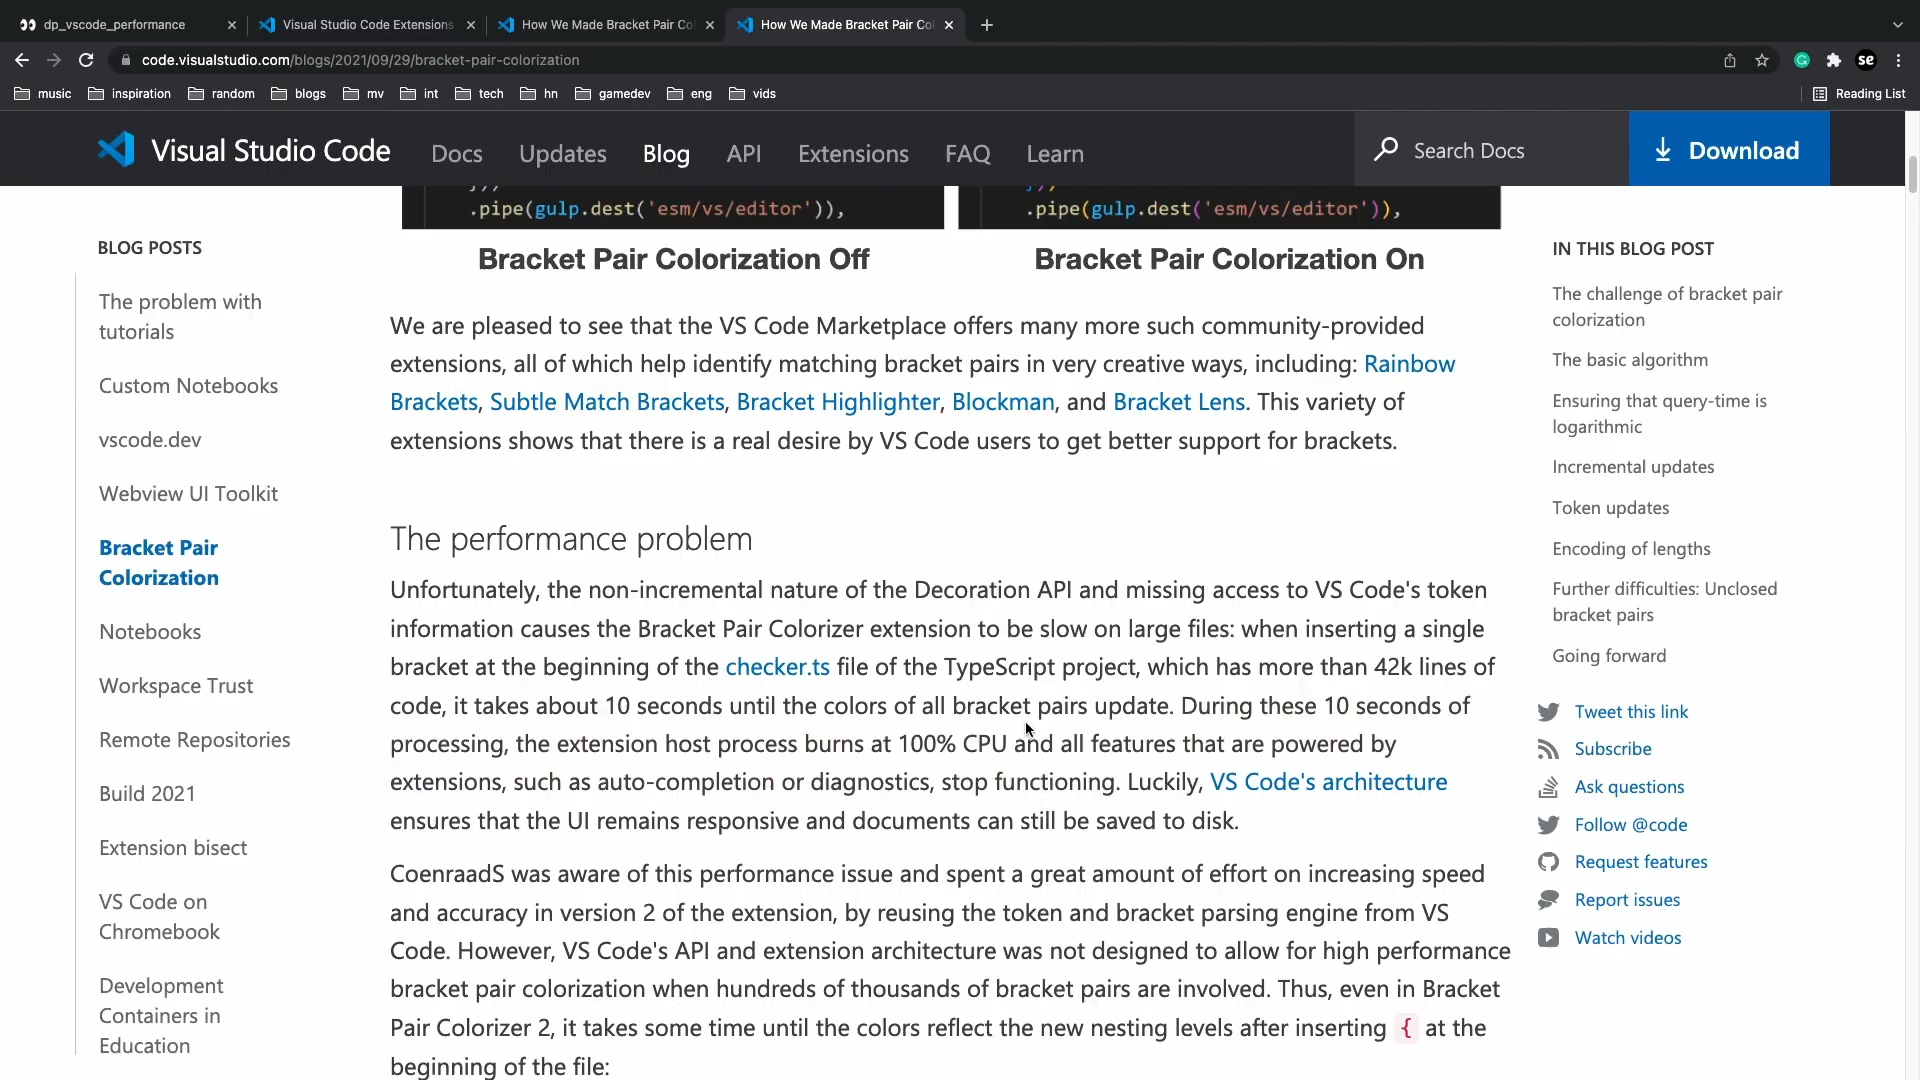 dp_vscode_performance
Visual Studio Code Extensions
How We Made Bracket Pair Co
How We Made Bracket Pair Co
code.visualstudio.com/blogs/2021/09/29/bracket-pair-colorization
se
music
inspiration
random
blogs
mv
int
tech
hn
gamedev
eng
vids
Reading List
Visual Studio Code
Docs
Updates
Blog
API
Extensions
FAQ
Learn
Search Docs
Download
BLOG POSTS
The problem with
tutorials
Custom Notebooks
vscode.dev
Webview UI Toolkit
Bracket Pair
Colorization
Notebooks
Workspace Trust
Remote Repositories
Build 2021
Extension bisect
VS Code on
Chromebook
Development
Containers in
Education
}))
.pipe(gulp.dest('esm/vs/editor')),
}))
.pipe(gulp.dest('esm/vs/editor')),
Bracket Pair Colorization Off
Bracket Pair Colorization On
We are pleased to see that the VS Code Marketplace offers many more such community-provided
extensions, all of which help identify matching bracket pairs in very creative ways, including: Rainbow
Brackets, Subtle Match Brackets, Bracket Highlighter, Blockman, and Bracket Lens. This variety of
extensions shows that there is a real desire by VS Code users to get better support for brackets.
The performance problem
Unfortunately, the non-incremental nature of the Decoration API and missing access to VS Code's token
information causes the Bracket Pair Colorizer extension to be slow on large files: when inserting a single
bracket at the beginning of the checker.ts file of the TypeScript project, which has more than 42k lines of
code, it takes about 10 seconds until the colors of all bracket pairs update. During these 10 seconds of
processing, the extension host process burns at 100% CPU and all features that are powered by
extensions, such as auto-completion or diagnostics, stop functioning. Luckily, VS Code's architecture
ensures that the UI remains responsive and documents can still be saved to disk.
CoenraadS was aware of this performance issue and spent a great amount of effort on increasing speed
and accuracy in version 2 of the extension, by reusing the token and bracket parsing engine from VS
Code. However, VS Code's API and extension architecture was not designed to allow for high performance
bracket pair colorization when hundreds of thousands of bracket pairs are involved. Thus, even in Bracket
Pair Colorizer 2, it takes some time until the colors reflect the new nesting levels after inserting { at the
beginning of the file:
IN THIS BLOG POST
The challenge of bracket pair
colorization
The basic algorithm
Ensuring that query-time is
logarithmic
Incremental updates
Token updates
Encoding of lengths
Further difficulties: Unclosed
bracket pairs
Going forward
Tweet this link
Subscribe
Ask questions
Follow @code
Request features
Report issues
Watch videos